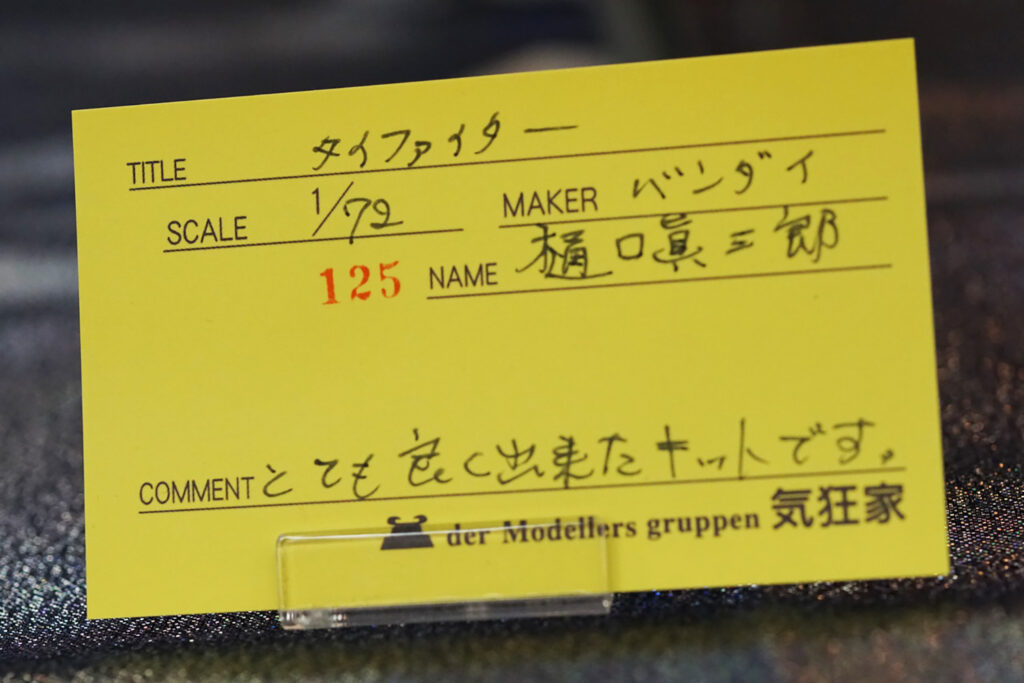 TITLE タイファイター
SCALE 1/72 MAKER バンダイ
125 NAME 樋口眞三郎
COMMENT とても良く出来たキットです。
der Modellers gruppen 気狂家